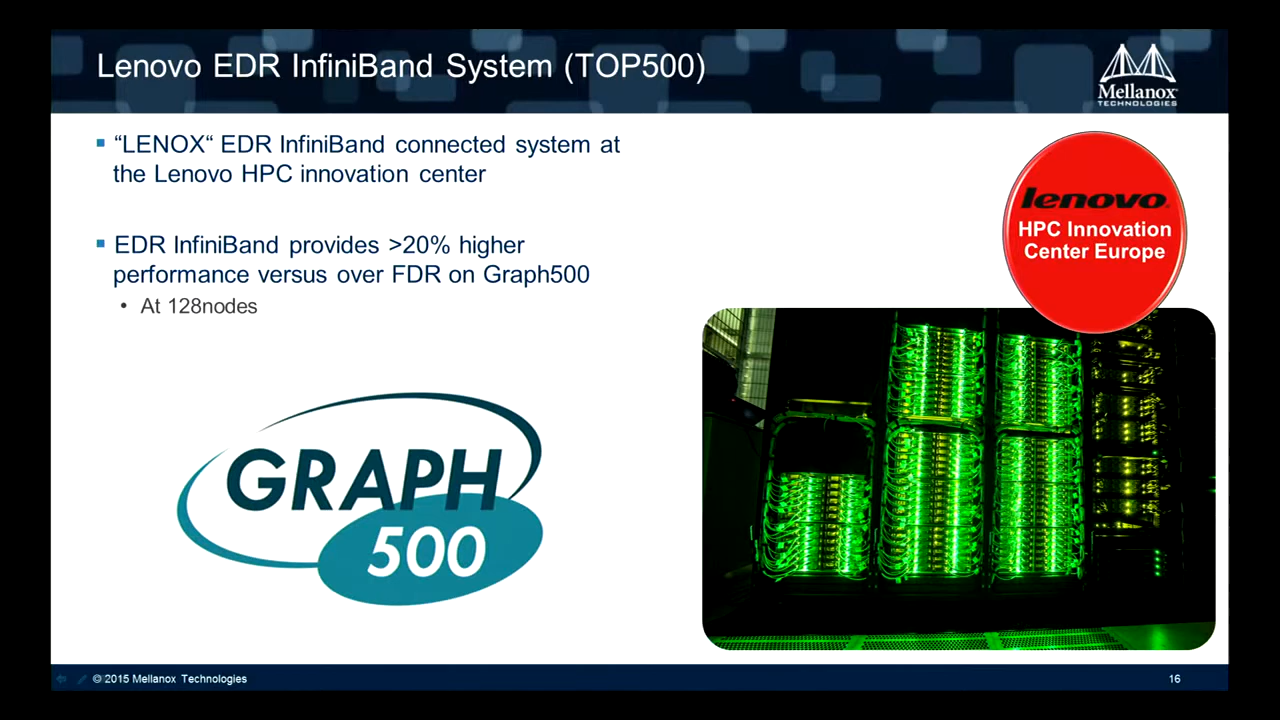 Lenovo EDR InfiniBand System (TOP500)
Mellanox
TECHNOLOGIES
“LENOX“ EDR InfiniBand connected system at
the Lenovo HPC innovation center
EDR InfiniBand provides >20% higher
performance versus over FDR on Graph500
At 128nodes
lenovo
HPC Innovation
Center Europe
GRAPH
500
© 2015 Mellanox Technologies
16